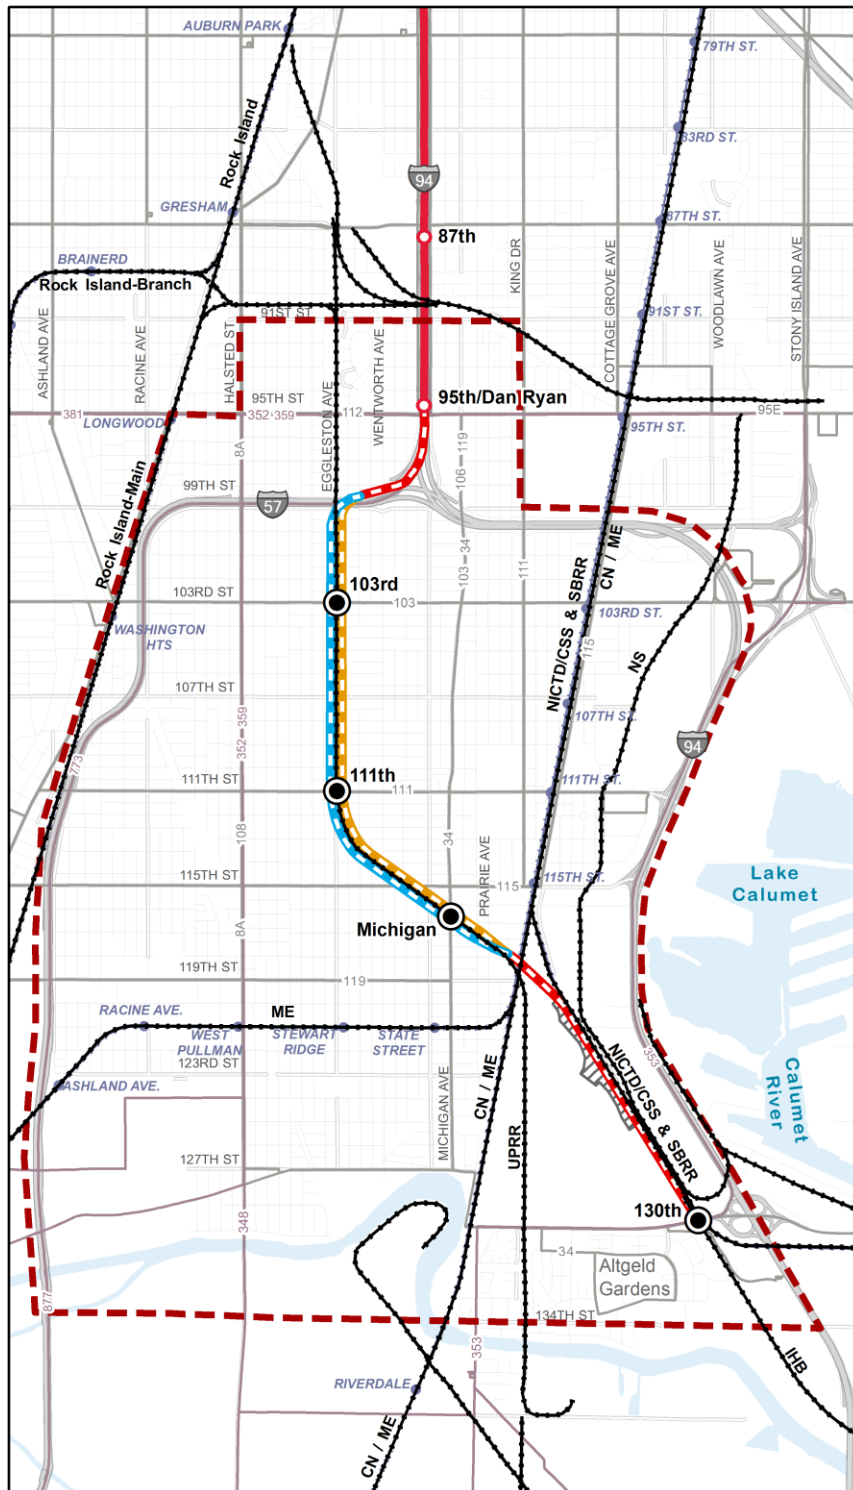 AUBURN PARK
79TH ST.
Rock Island
83RD ST.
94
GRESHAM
87TH ST.
87th
KING DR
COTTAGE GROVE AVE
WOODLAWN AVE
STONY ISLAND AVE
BRAINERD
Rock Island-Branch
91ST ST
91ST ST.
ASHLAND AVE
RACINE AVE
HALSTED ST
EGGLESTON AVE
WENTWORTH AVE
95TH ST
95th/Dan Ryan
381
LONGWOOD
352
359
112
95E
95TH ST.
8A
119
106
99TH ST
57
Rock Island-Main
34
103
111
NICTD/CSS & SBRR
CN / ME
103rd
103RD ST
103
103RD ST.
WASHINGTON
HTS
115
NS
107TH ST
107TH ST.
359
352
94
773
111th
111TH ST
111
111TH ST.
108
34
PRAIRIE AVE
Lake
Calumet
115TH ST
115
115TH ST.
Michigan
8A
119TH ST
119
RACINE AVE.
ME
WEST
PULLMAN
STEWART
RIDGE
STATE
STREET
353
NICTD/CSS & SBRR
Calumet
River
123RD ST
ASHLAND AVE.
MICHIGAN AVE
CN / ME
UPRR
127TH ST
348
130th
34
Altgeld
Gardens
877
134TH ST
353
IHB
RIVERDALE
CN / ME